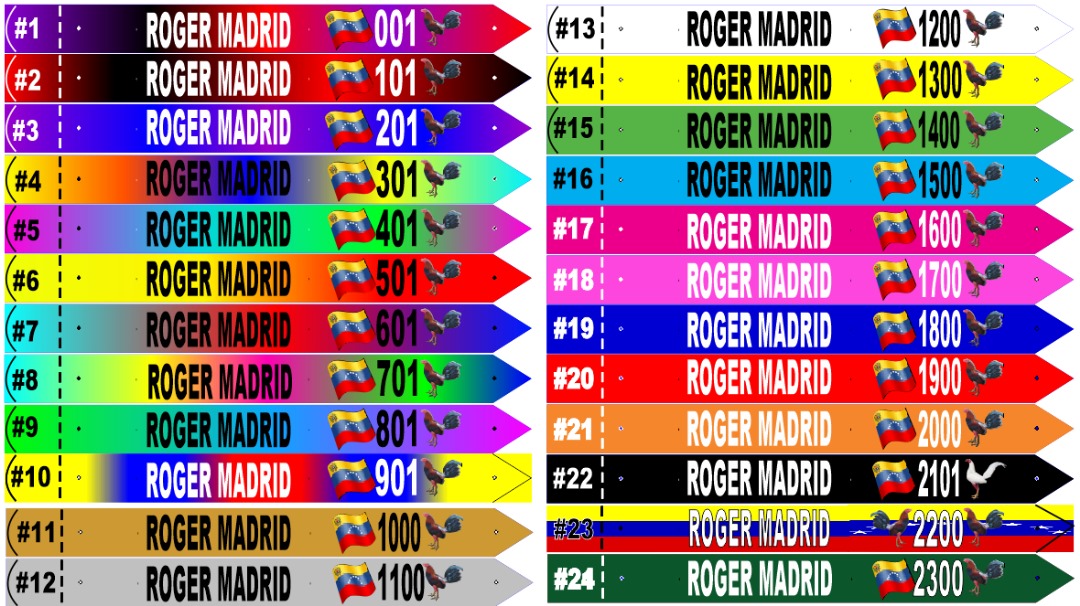 #1 ROGER MADRID 001
#2 ROGER MADRID 101
#3 ROGER MADRID 201
#4 ROGER MADRID 301
#5 ROGER MADRID 401
#6 ROGER MADRID 501
#7 ROGER MADRID 601
#8 ROGER MADRID 701
#9 ROGER MADRID 801
#10 ROGER MADRID 901
#11 ROGER MADRID 1000
#12 ROGER MADRID 1100
#13 ROGER MADRID 1200
#14 ROGER MADRID 1300
#15 ROGER MADRID 1400
#16 ROGER MADRID 1500
#17 ROGER MADRID 1600
#18 ROGER MADRID 1700
#19 ROGER MADRID 1800
#20 ROGER MADRID 1900
#21 ROGER MADRID 2000
#22 ROGER MADRID 2101
#23 ROGER MADRID 2200
#24 ROGER MADRID 2300